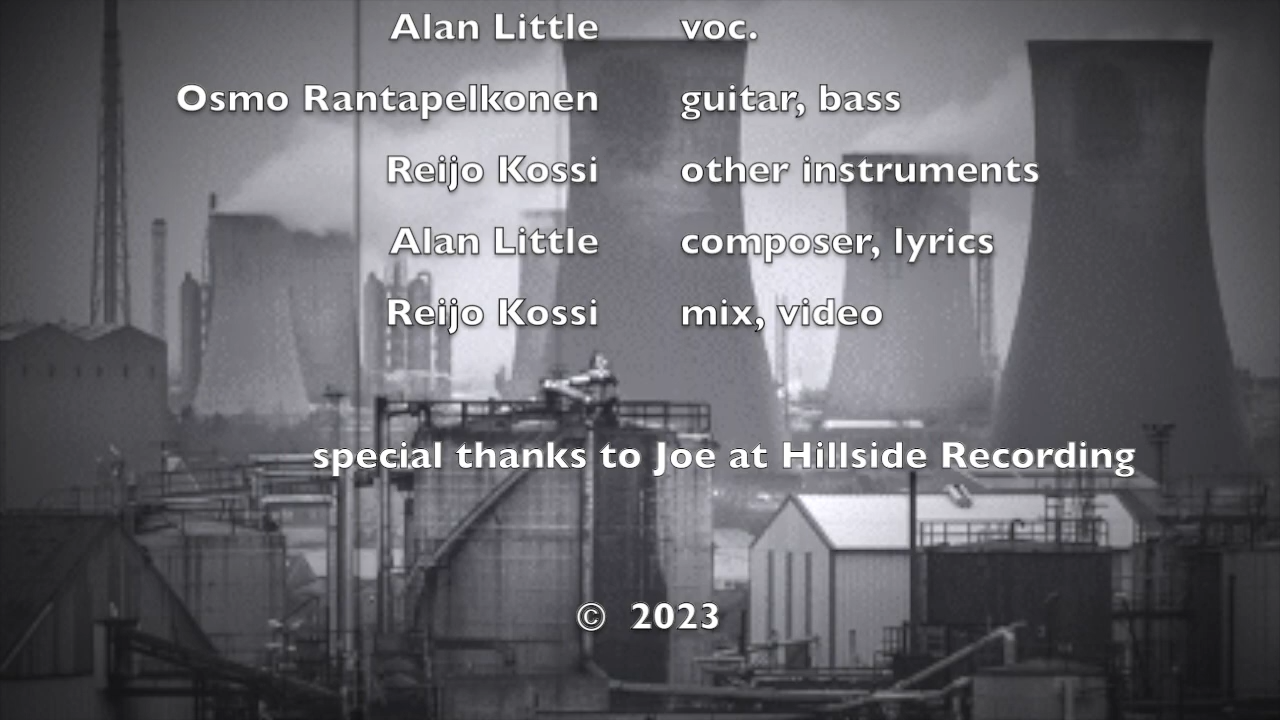 Alan Little voc.
Osmo Rantapelkonen guitar, bass
Reijo Kossi other instruments
Alan Little composer, lyrics
Reijo Kossi mix, video
special thanks to Joe at Hillside Recording
© 2023